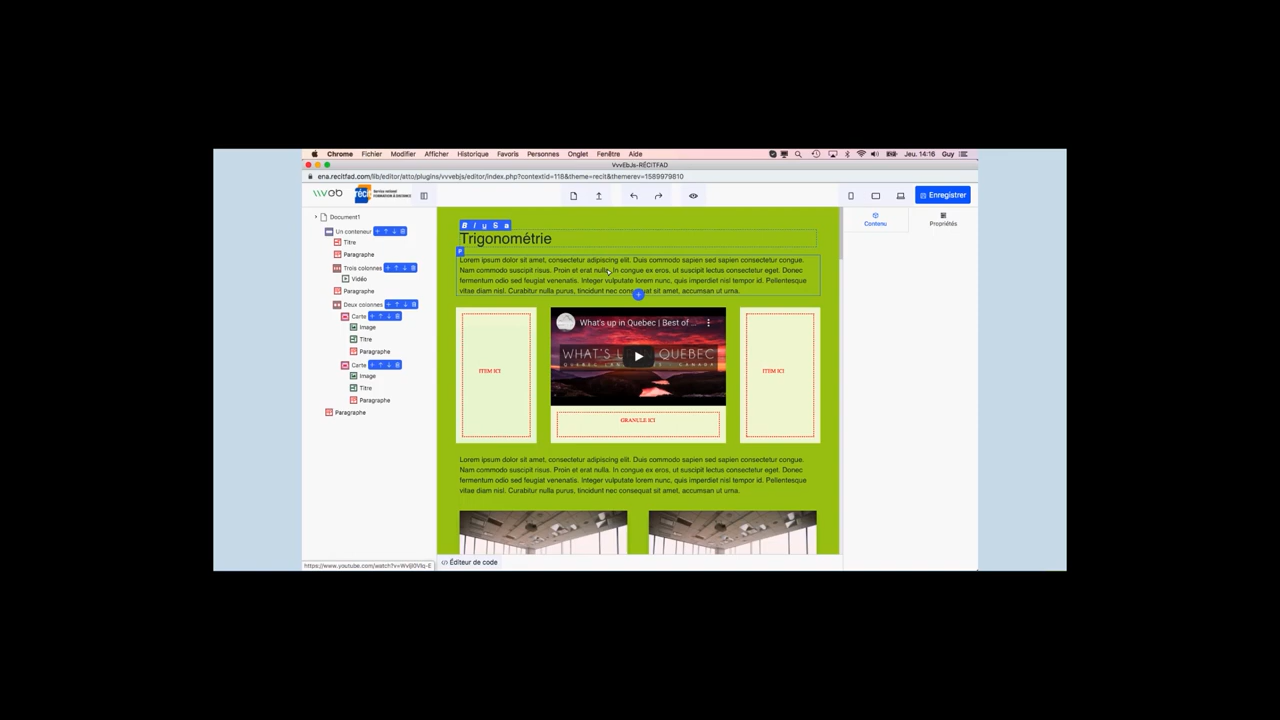 Chrome Fichier Modifier Afficher Historique Favoris Personnes Onglet Fenêtre Aide Jeu. 14:16 Guy
VvvEbJs-RÉCITFAD
ena.recitfad.com/lib/editor/atto/plugins/vvvebjs/editor/index.php?contextid=118&theme=recit&themerev=1589979810
vvveb récit Service national FORMATION À DISTANCE Enregistrer
Document1
Contenu Propriétés
Un conteneur
Titre
Paragraphe
Trois colonnes
Vidéo
Paragraphe
Deux colonnes
Carte
Image
Titre
Paragraphe
Carte
Image
Titre
Paragraphe
Paragraphe
B I U S a
Trigonométrie
P
Lorem ipsum dolor sit amet, consectetur adipiscing elit. Duis commodo sapien sed sapien consectetur congue.
Nam commodo suscipit risus. Proin et erat nulla. In congue ex eros, ut suscipit lectus consectetur eget. Donec
fermentum odio sed feugiat venenatis. Integer vulputate lorem nec nunc, quis imperdiet mi tempor id. Pellentesque
vitae diam nisl. Curabitur nulla purus, tincidunt nec consequat sit amet, accumsan ut urna.
What's up in Quebec | Best of ...
WHAT'S QUEBEC
ITEM ICI
ITEM ICI
GRANULE ICI
Lorem ipsum dolor sit amet, consectetur adipiscing elit. Duis commodo sapien sed sapien consectetur congue.
Nam commodo suscipit risus. Proin et erat nulla. In congue ex eros, ut suscipit lectus consectetur eget. Donec
fermentum odio sed feugiat venenatis. Integer vulputate lorem nec nunc, quis imperdiet mi tempor id. Pellentesque
vitae diam nisl. Curabitur nulla purus, tincidunt nec consequat sit amet, accumsan ut urna.
</> Éditeur de code